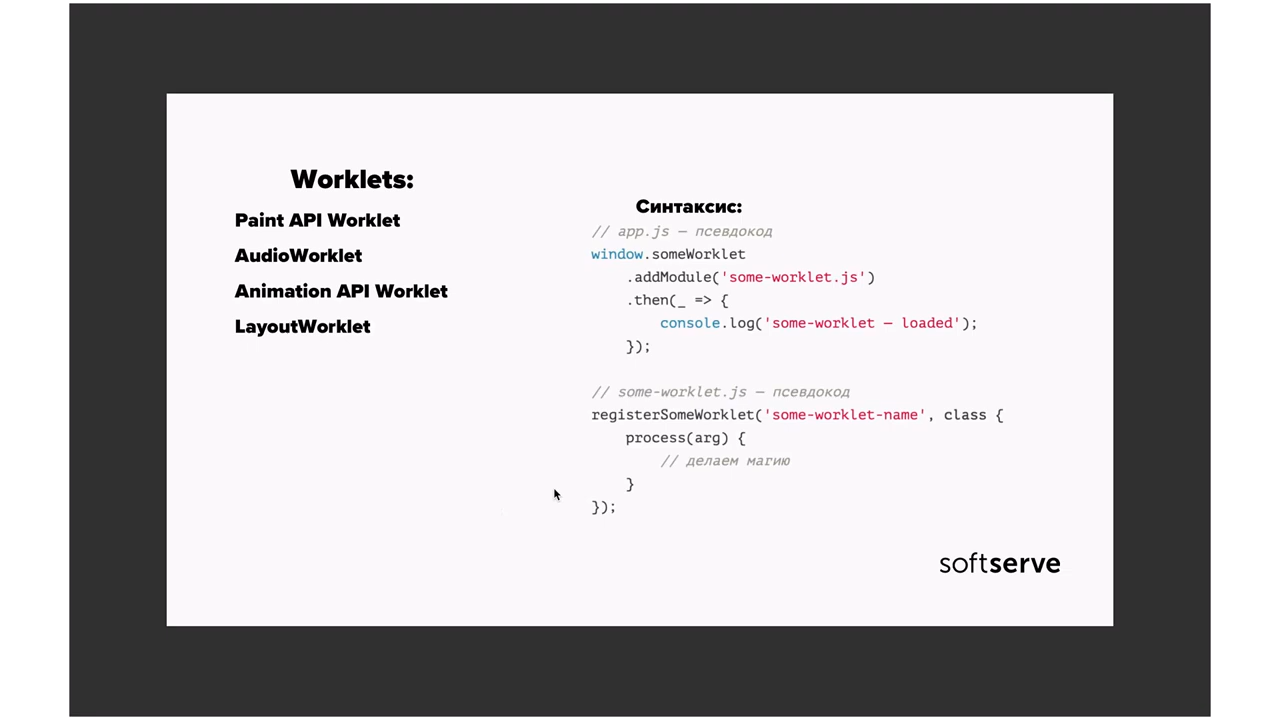 Worklets:
Paint API Worklet
AudioWorklet
Animation API Worklet
LayoutWorklet
Синтаксис:
// app.js — псевдокод
window.someWorklet
    .addModule('some-worklet.js')
    .then(_ => {
        console.log('some-worklet — loaded');
    });
// some-worklet.js — псевдокод
registerSomeWorklet('some-worklet-name', class {
    process(arg) {
        // делаем магию
    }
});
softserve